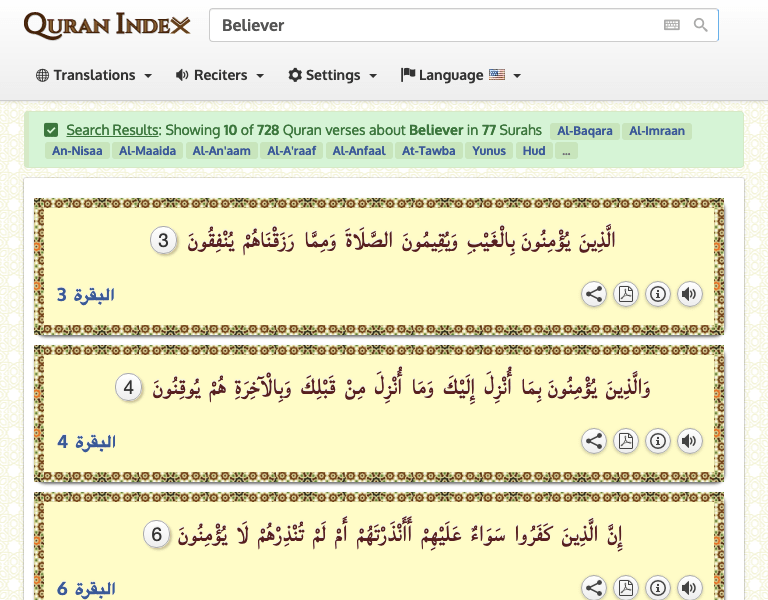 QURAN INDEX
Believer
Translations Reciters Settings Language
Search Results: Showing 10 of 728 Quran verses about Believer in 77 Surahs Al-Baqara Al-Imraan
An-Nisaa Al-Maaida Al-An'aam Al-A'raaf Al-Anfaal At-Tawba Yunus Hud ...
الَّذِينَ يُؤْمِنُونَ بِالْغَيْبِ وَيُقِيمُونَ الصَّلَاةَ وَمِمَّا رَزَقْنَاهُمْ يُنْفِقُونَ 3
البقرة 3
وَالَّذِينَ يُؤْمِنُونَ بِمَا أُنْزِلَ إِلَيْكَ وَمَا أُنْزِلَ مِنْ قَبْلِكَ وَبِالْآخِرَةِ هُمْ يُوقِنُونَ 4
البقرة 4
إِنَّ الَّذِينَ كَفَرُوا سَوَاءٌ عَلَيْهِمْ أَأَنْذَرْتَهُمْ أَمْ لَمْ تُنْذِرْهُمْ لَا يُؤْمِنُونَ 6
البقرة 6